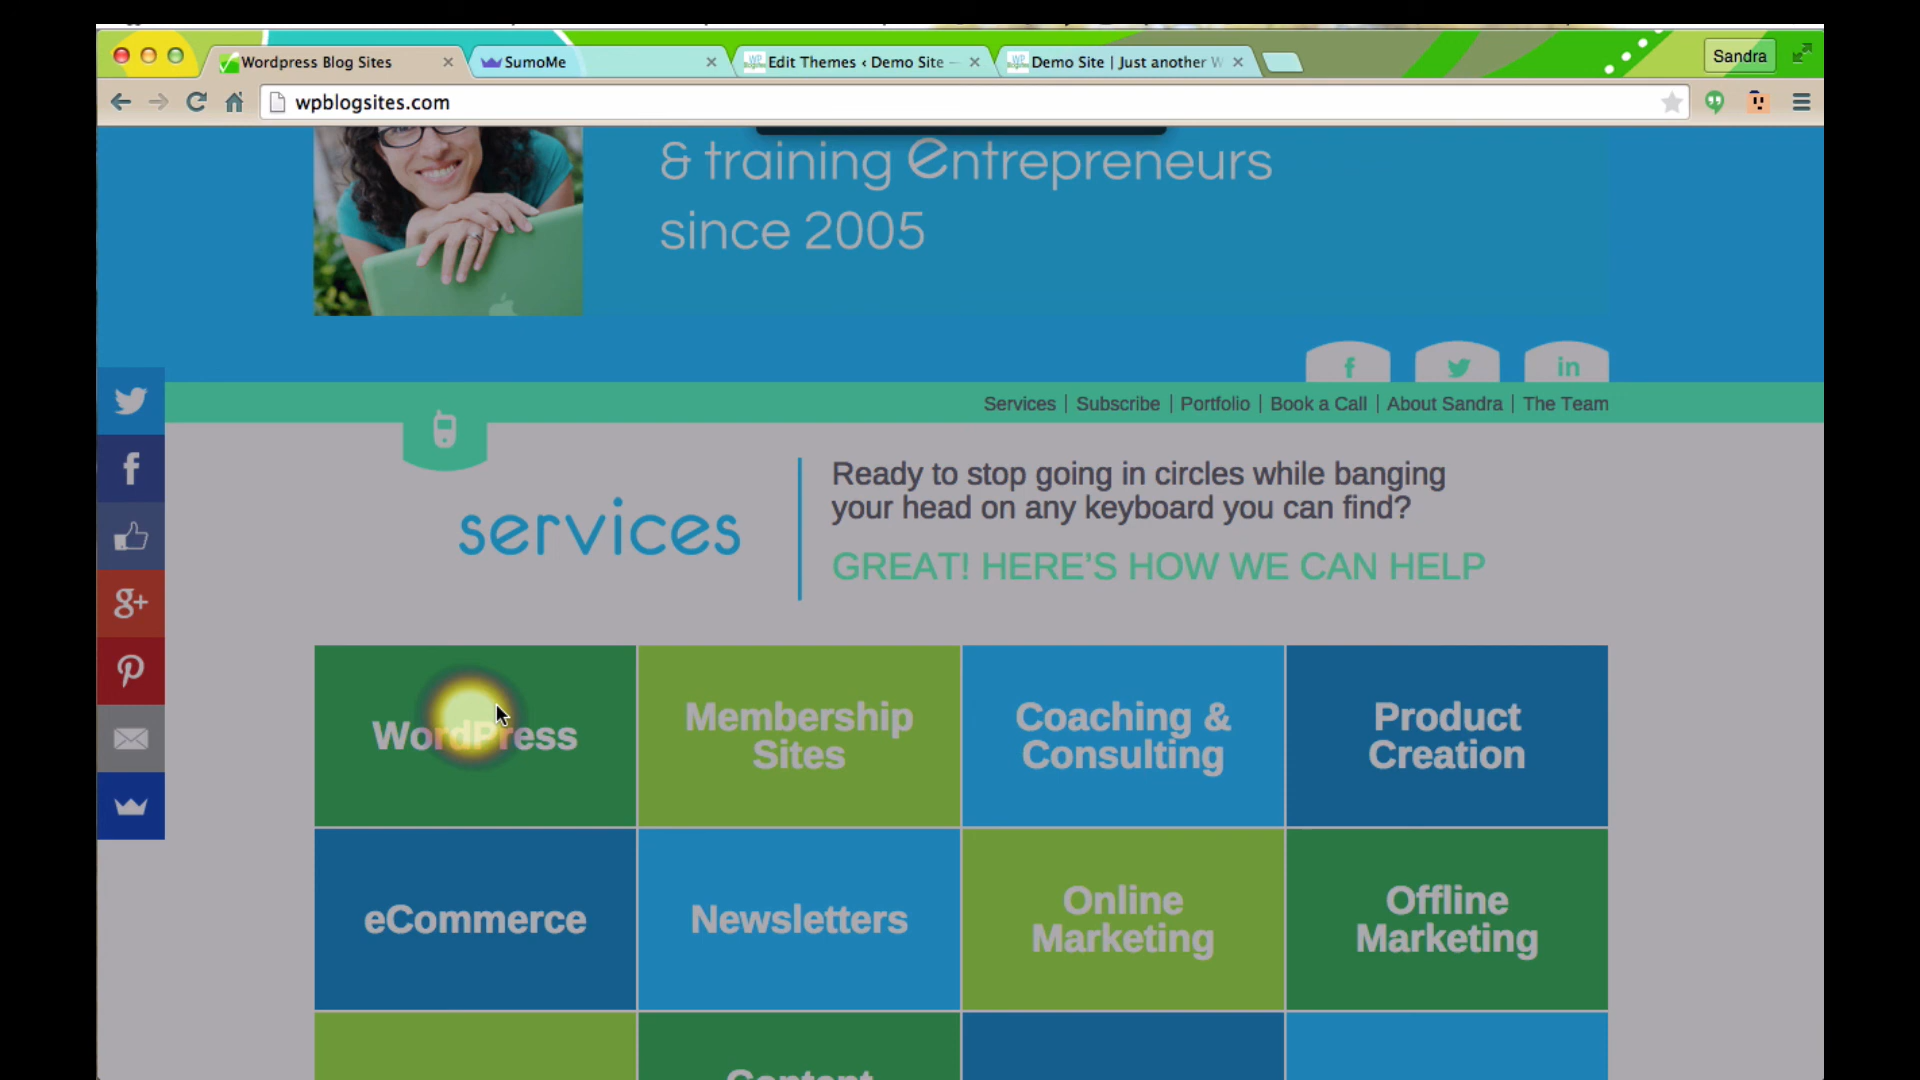 Wordpress Blog Sites
SumoMe
Edit Themes ‹ Demo Site —
Demo Site | Just another W
Sandra
wpblogsites.com
& training entrepreneurs
since 2005
Services | Subscribe | Portfolio | Book a Call | About Sandra | The Team
services
Ready to stop going in circles while banging
your head on any keyboard you can find?
GREAT! HERE'S HOW WE CAN HELP
WordPress
Membership
Sites
Coaching &
Consulting
Product
Creation
eCommerce
Newsletters
Online
Marketing
Offline
Marketing
Content